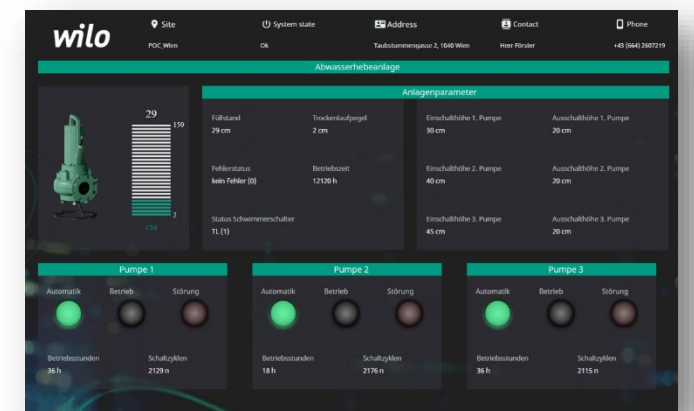 wilo
Site
System state
Address
Contact
Phone
POC_Wien
Ok
Taubstummengasse 2, 1040 Wien
Herr Förster
+43 (664) 2607219
Abwasserhebeanlage
29
150
2
CM
Anlagenparameter
Füllstand
Trockenlaufpegel
Einschalthöhe 1. Pumpe
Ausschalthöhe 1. Pumpe
29 cm
2 cm
30 cm
20 cm
Fehlerstatus
Betriebszeit
Einschalthöhe 2. Pumpe
Ausschalthöhe 2. Pumpe
kein Fehler (0)
12120 h
40 cm
20 cm
Status Schwimmerschalter
Einschalthöhe 3. Pumpe
Ausschalthöhe 3. Pumpe
TL (1)
45 cm
20 cm
Pumpe 1
Automatik
Betrieb
Störung
Betriebsstunden
Schaltzyklen
36 h
2129 n
Pumpe 2
Automatik
Betrieb
Störung
Betriebsstunden
Schaltzyklen
18 h
2176 n
Pumpe 3
Automatik
Betrieb
Störung
Betriebsstunden
Schaltzyklen
36 h
2115 n